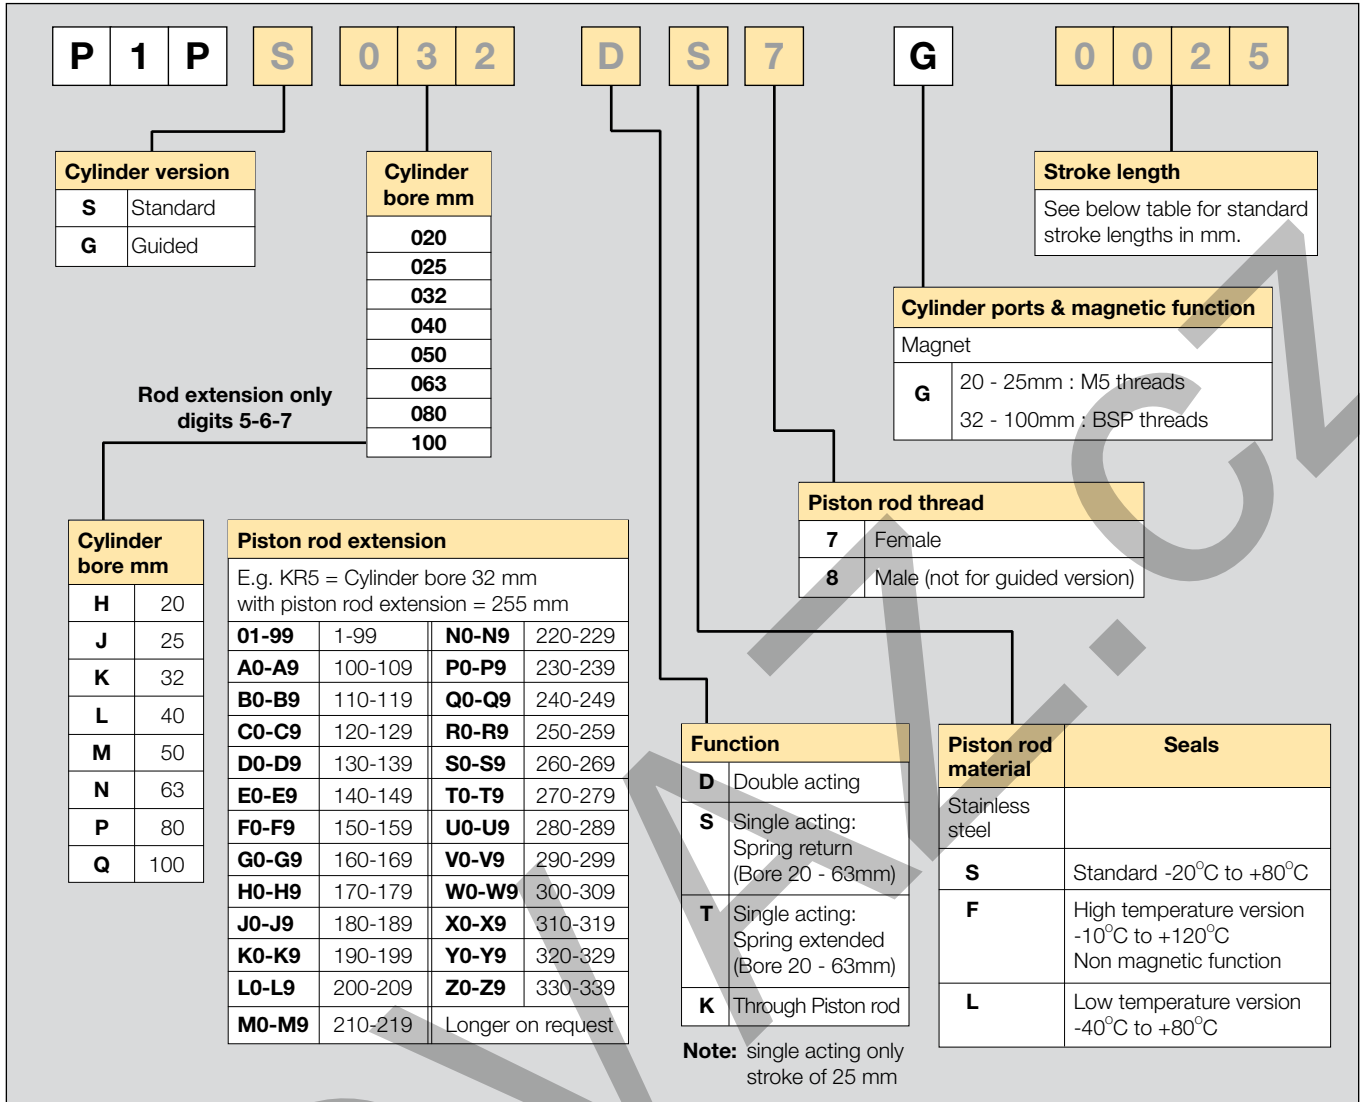 P 1 P S 0 3 2 D S 7 G 0 0 2 5
Cylinder version
S Standard
G Guided
Cylinder
bore mm
020
025
032
040
050
063
080
100
Stroke length
See below table for standard
stroke lengths in mm.
Cylinder ports & magnetic function
Magnet
G 20 - 25mm : M5 threads
32 - 100mm : BSP threads
Rod extension only
digits 5-6-7
Piston rod thread
7 Female
8 Male (not for guided version)
Cylinder
bore mm
H 20
J 25
K 32
L 40
M 50
N 63
P 80
Q 100
Piston rod extension
E.g. KR5 = Cylinder bore 32 mm
with piston rod extension = 255 mm
01-99 1-99 N0-N9 220-229
A0-A9 100-109 P0-P9 230-239
B0-B9 110-119 Q0-Q9 240-249
C0-C9 120-129 R0-R9 250-259
D0-D9 130-139 S0-S9 260-269
E0-E9 140-149 T0-T9 270-279
F0-F9 150-159 U0-U9 280-289
G0-G9 160-169 V0-V9 290-299
H0-H9 170-179 W0-W9 300-309
J0-J9 180-189 X0-X9 310-319
K0-K9 190-199 Y0-Y9 320-329
L0-L9 200-209 Z0-Z9 330-339
M0-M9 210-219 Longer on request
Function
D Double acting
S Single acting:
Spring return
(Bore 20 - 63mm)
T Single acting:
Spring extended
(Bore 20 - 63mm)
K Through Piston rod
Note: single acting only
stroke of 25 mm
Piston rod material Seals
Stainless
steel
S Standard -20°C to +80°C
F High temperature version
-10°C to +120°C
Non magnetic function
L Low temperature version
-40°C to +80°C